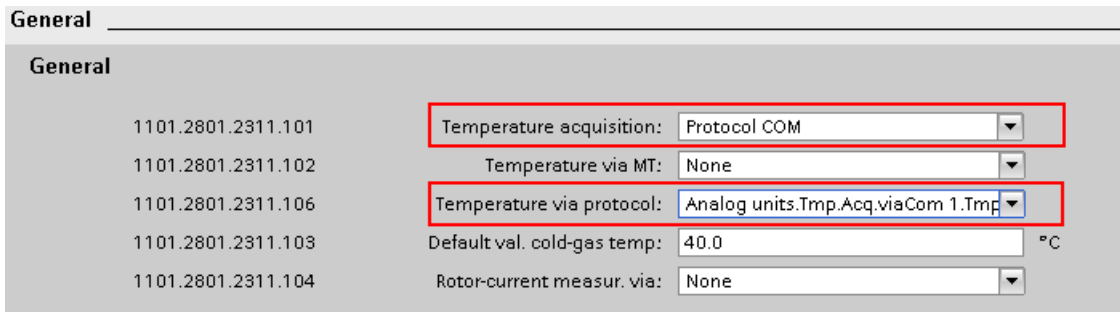 General
General
1101.2801.2311.101 Temperature acquisition: Protocol COM
1101.2801.2311.102 Temperature via MT: None
1101.2801.2311.106 Temperature via protocol: Analog units.Tmp.Acq.viaCom 1.Tmp
1101.2801.2311.103 Default val. cold-gas temp: 40.0 °C
1101.2801.2311.104 Rotor-current measur. via: None